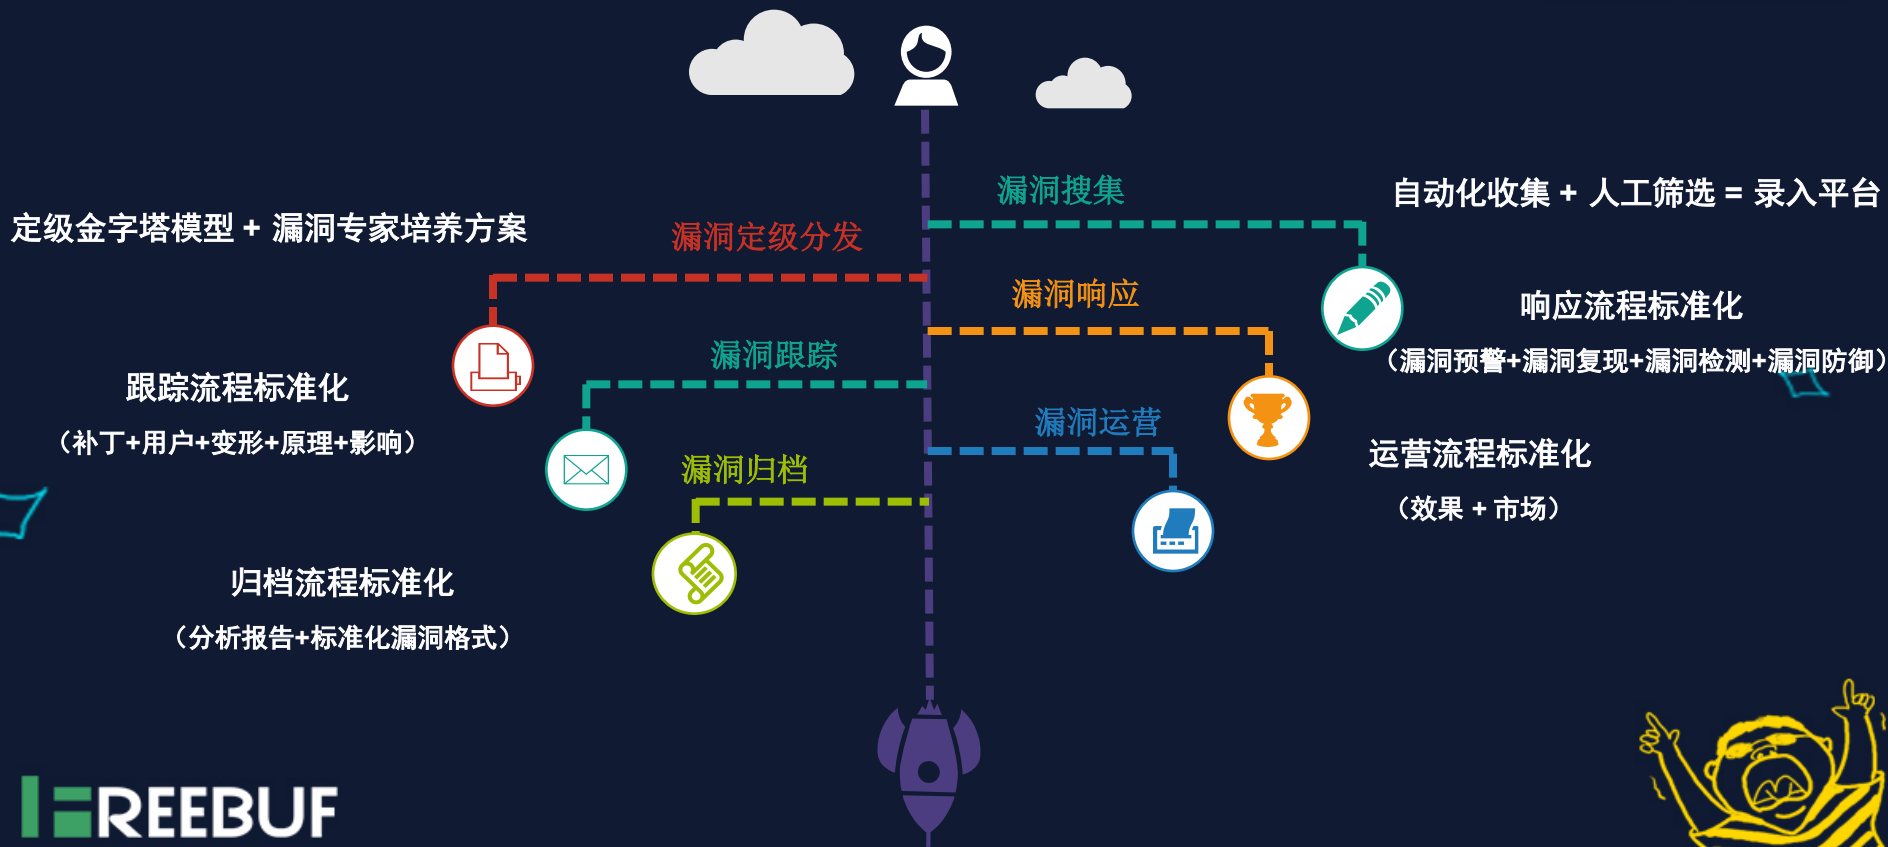 漏洞搜集
自动化收集 + 人工筛选 = 录入平台
定级金字塔模型 + 漏洞专家培养方案
漏洞定级分发
漏洞响应
响应流程标准化
（漏洞预警+漏洞复现+漏洞检测+漏洞防御）
漏洞跟踪
跟踪流程标准化
（补丁+用户+变形+原理+影响）
漏洞运营
运营流程标准化
（效果 + 市场）
漏洞归档
归档流程标准化
（分析报告+标准化漏洞格式）
FREEBUF